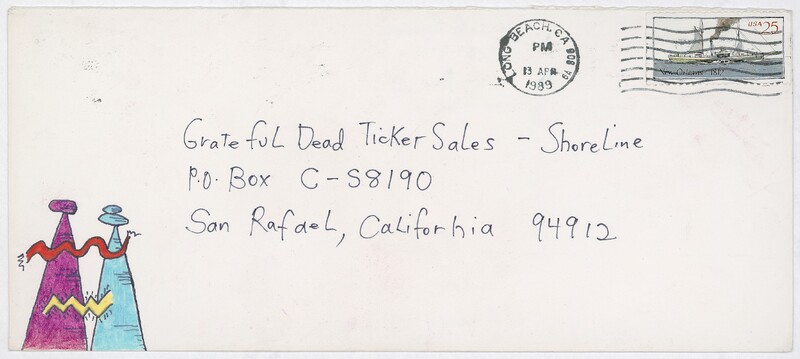 LONG BEACH, CA 908
PM
13 APR
1989
USA 25
New Orleans 1812
Grateful Dead Ticket Sales - Shoreline
P.O. Box C-S8190
San Rafael, California 94912